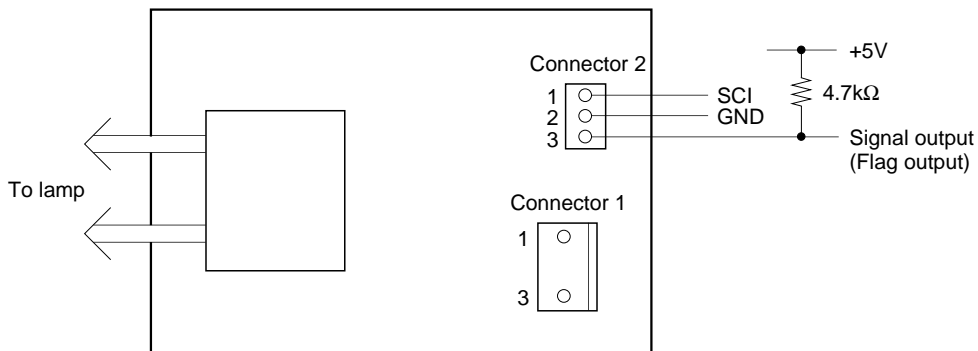 To lamp
Connector 2
1
2
3
SCI
GND
+5V
4.7kΩ
Signal output
(Flag output)
Connector 1
1
3